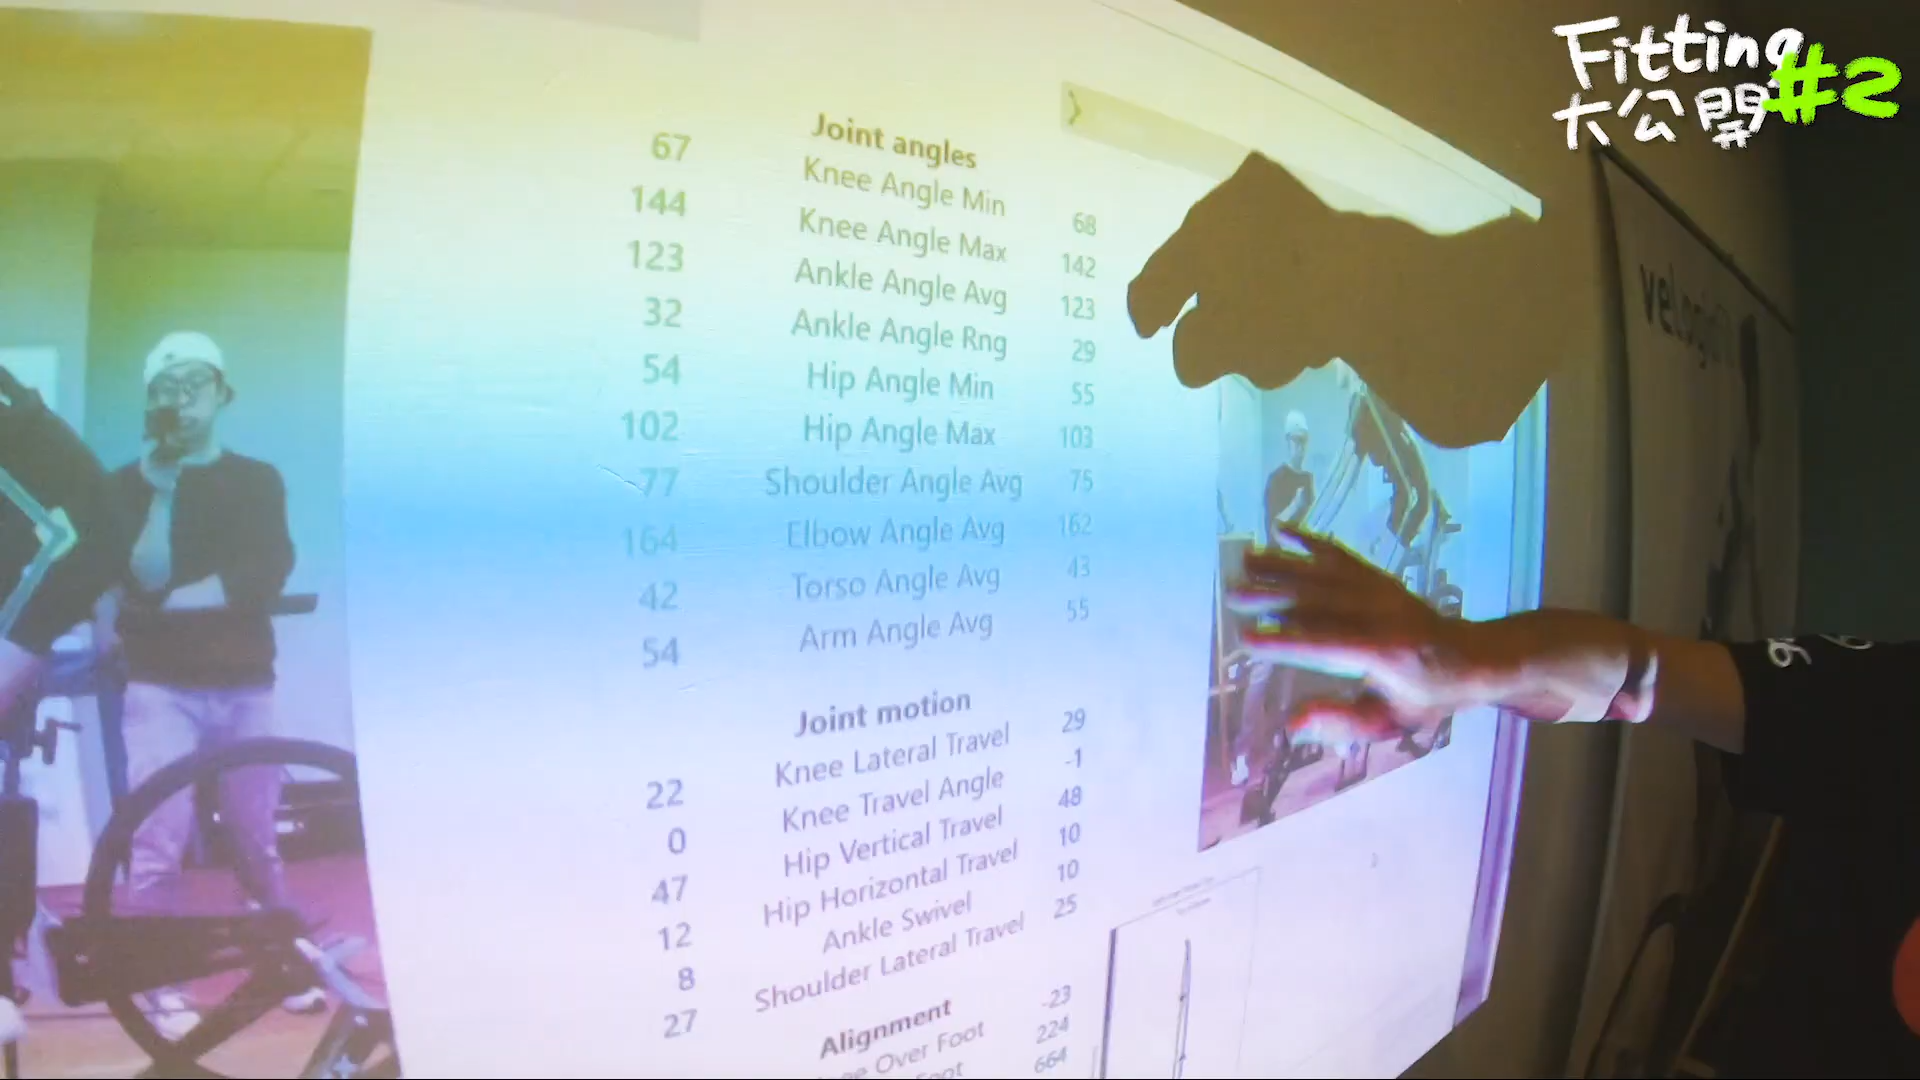 Fitting
大公開#2
Joint angles
67 Knee Angle Min 68
144 Knee Angle Max 142
123 Ankle Angle Avg 123
32 Ankle Angle Rng 29
54 Hip Angle Min 55
102 Hip Angle Max 103
77 Shoulder Angle Avg 75
164 Elbow Angle Avg 162
42 Torso Angle Avg 43
54 Arm Angle Avg 55
Joint motion
22 Knee Lateral Travel 29
0 Knee Travel Angle -1
47 Hip Vertical Travel 48
12 Hip Horizontal Travel 10
8 Ankle Swivel 10
27 Shoulder Lateral Travel 25
Alignment
Over Foot -23
224
664